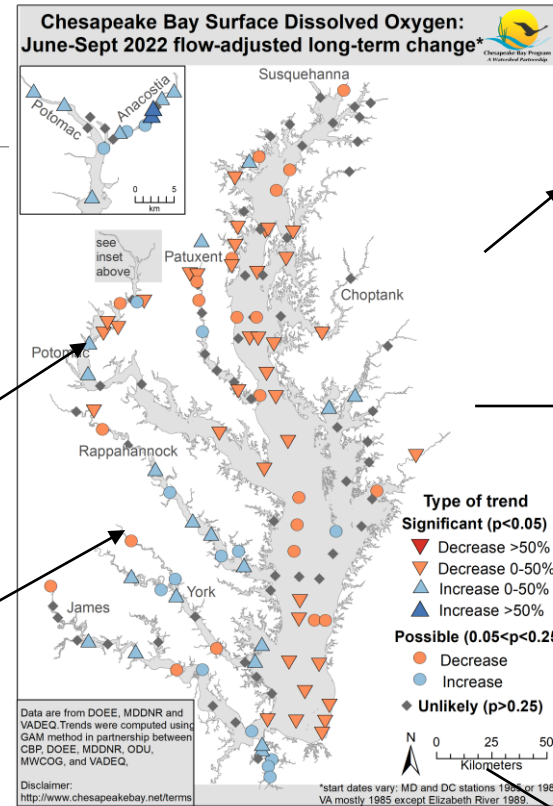 Chesapeake Bay Surface Dissolved Oxygen:
June-Sept 2022 flow-adjusted long-term change*
Chesapeake Bay Program
A Watershed Partnership
Susquehanna
Potomac
Anacostia
0 5
km
see
inset
above
Patuxent
Choptank
Potomac
Rappahannock
York
James
Type of trend
Significant (p<0.05)
Decrease >50%
Decrease 0-50%
Increase 0-50%
Increase >50%
Possible (0.05<p<0.25
Decrease
Increase
Unlikely (p>0.25)
N
0 25 50
Kilometers
Data are from DOEE, MDDNR and
VADEQ.Trends were computed using
GAM method in partnership between
CBP, DOEE, MDDNR, ODU,
MWCOG, and VADEQ,
Disclaimer:
http://www.chesapeakebay.net/terms
*start dates vary: MD and DC stations 1985 or 198
VA mostly 1985 except Elizabeth River 1989.